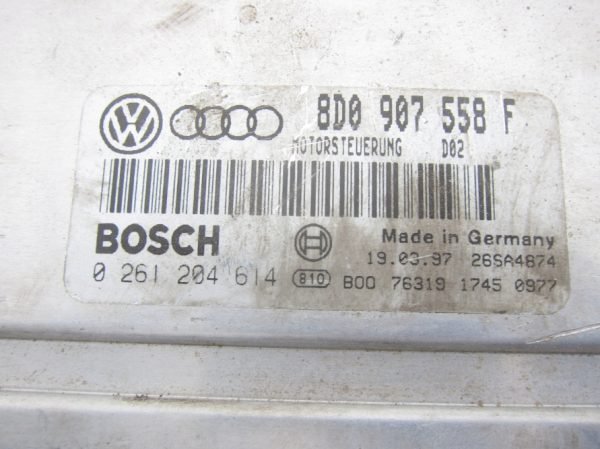 8D0 907 558 F
MOTORSTEUERUNG D02
BOSCH
Made in Germany
19.03.97 26SA4874
0 261 204 614 810 B00 76319 1745 0977